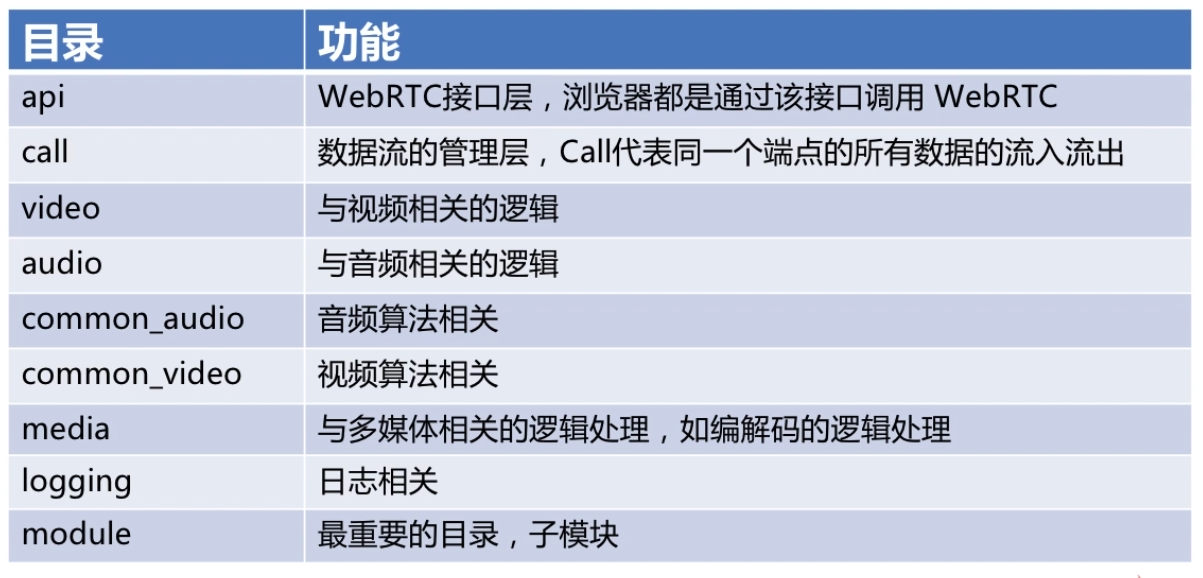 目录 功能
api WebRTC接口层，浏览器都是通过该接口调用 WebRTC
call 数据流的管理层，Call代表同一个端点的所有数据的流入流出
video 与视频相关的逻辑
audio 与音频相关的逻辑
common_audio 音频算法相关
common_video 视频算法相关
media 与多媒体相关的逻辑处理，如编解码的逻辑处理
logging 日志相关
module 最重要的目录，子模块